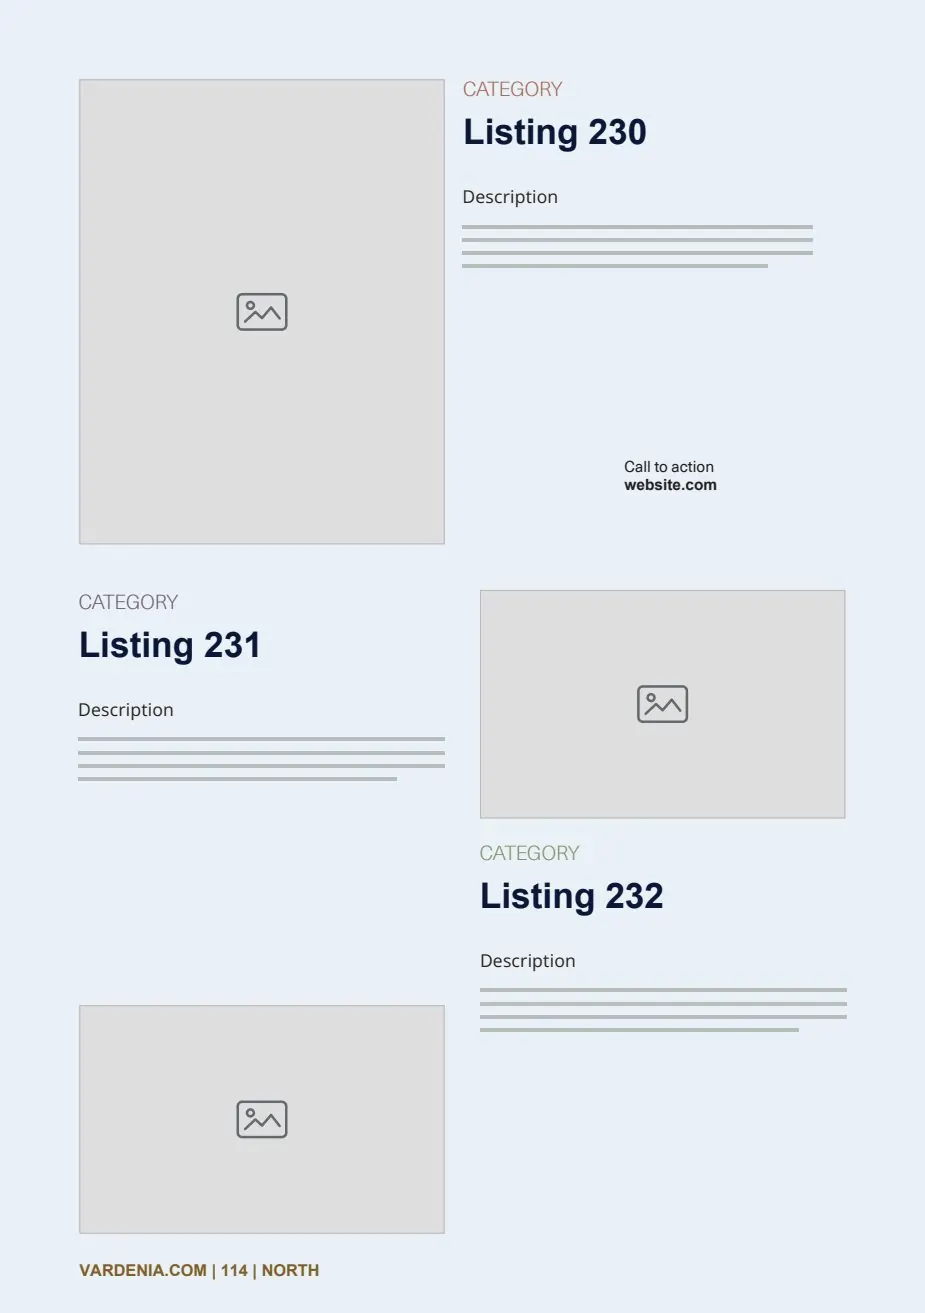 CATEGORY
Listing 230
Description
Call to action
website.com
CATEGORY
Listing 231
Description
CATEGORY
Listing 232
Description
VARDENIA.COM | 114 | NORTH